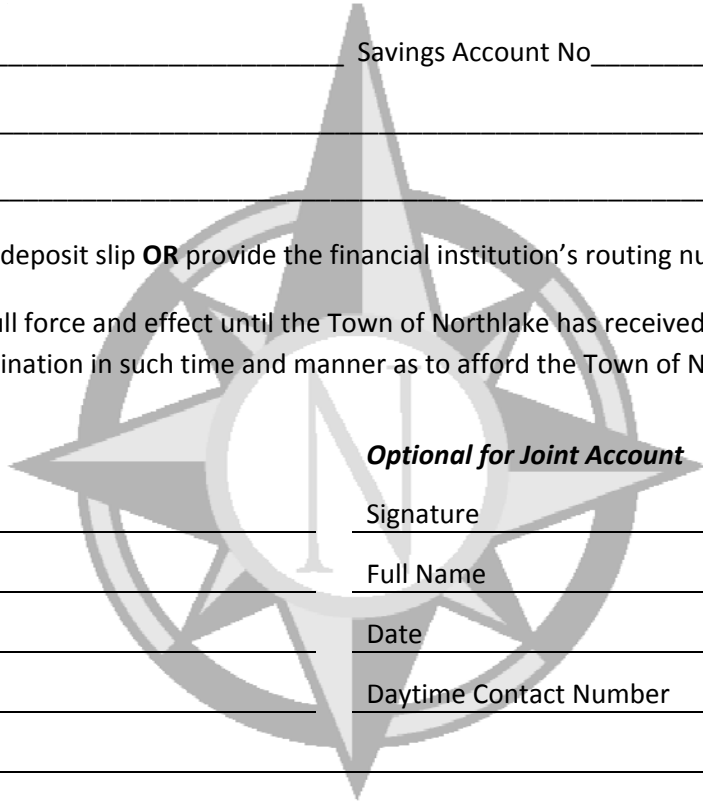 Savings Account No
deposit slip OR provide the financial institution's routing nu
ull force and effect until the Town of Northlake has received
ination in such time and manner as to afford the Town of N
N
Optional for Joint Account
Signature
Full Name
Date
Daytime Contact Number